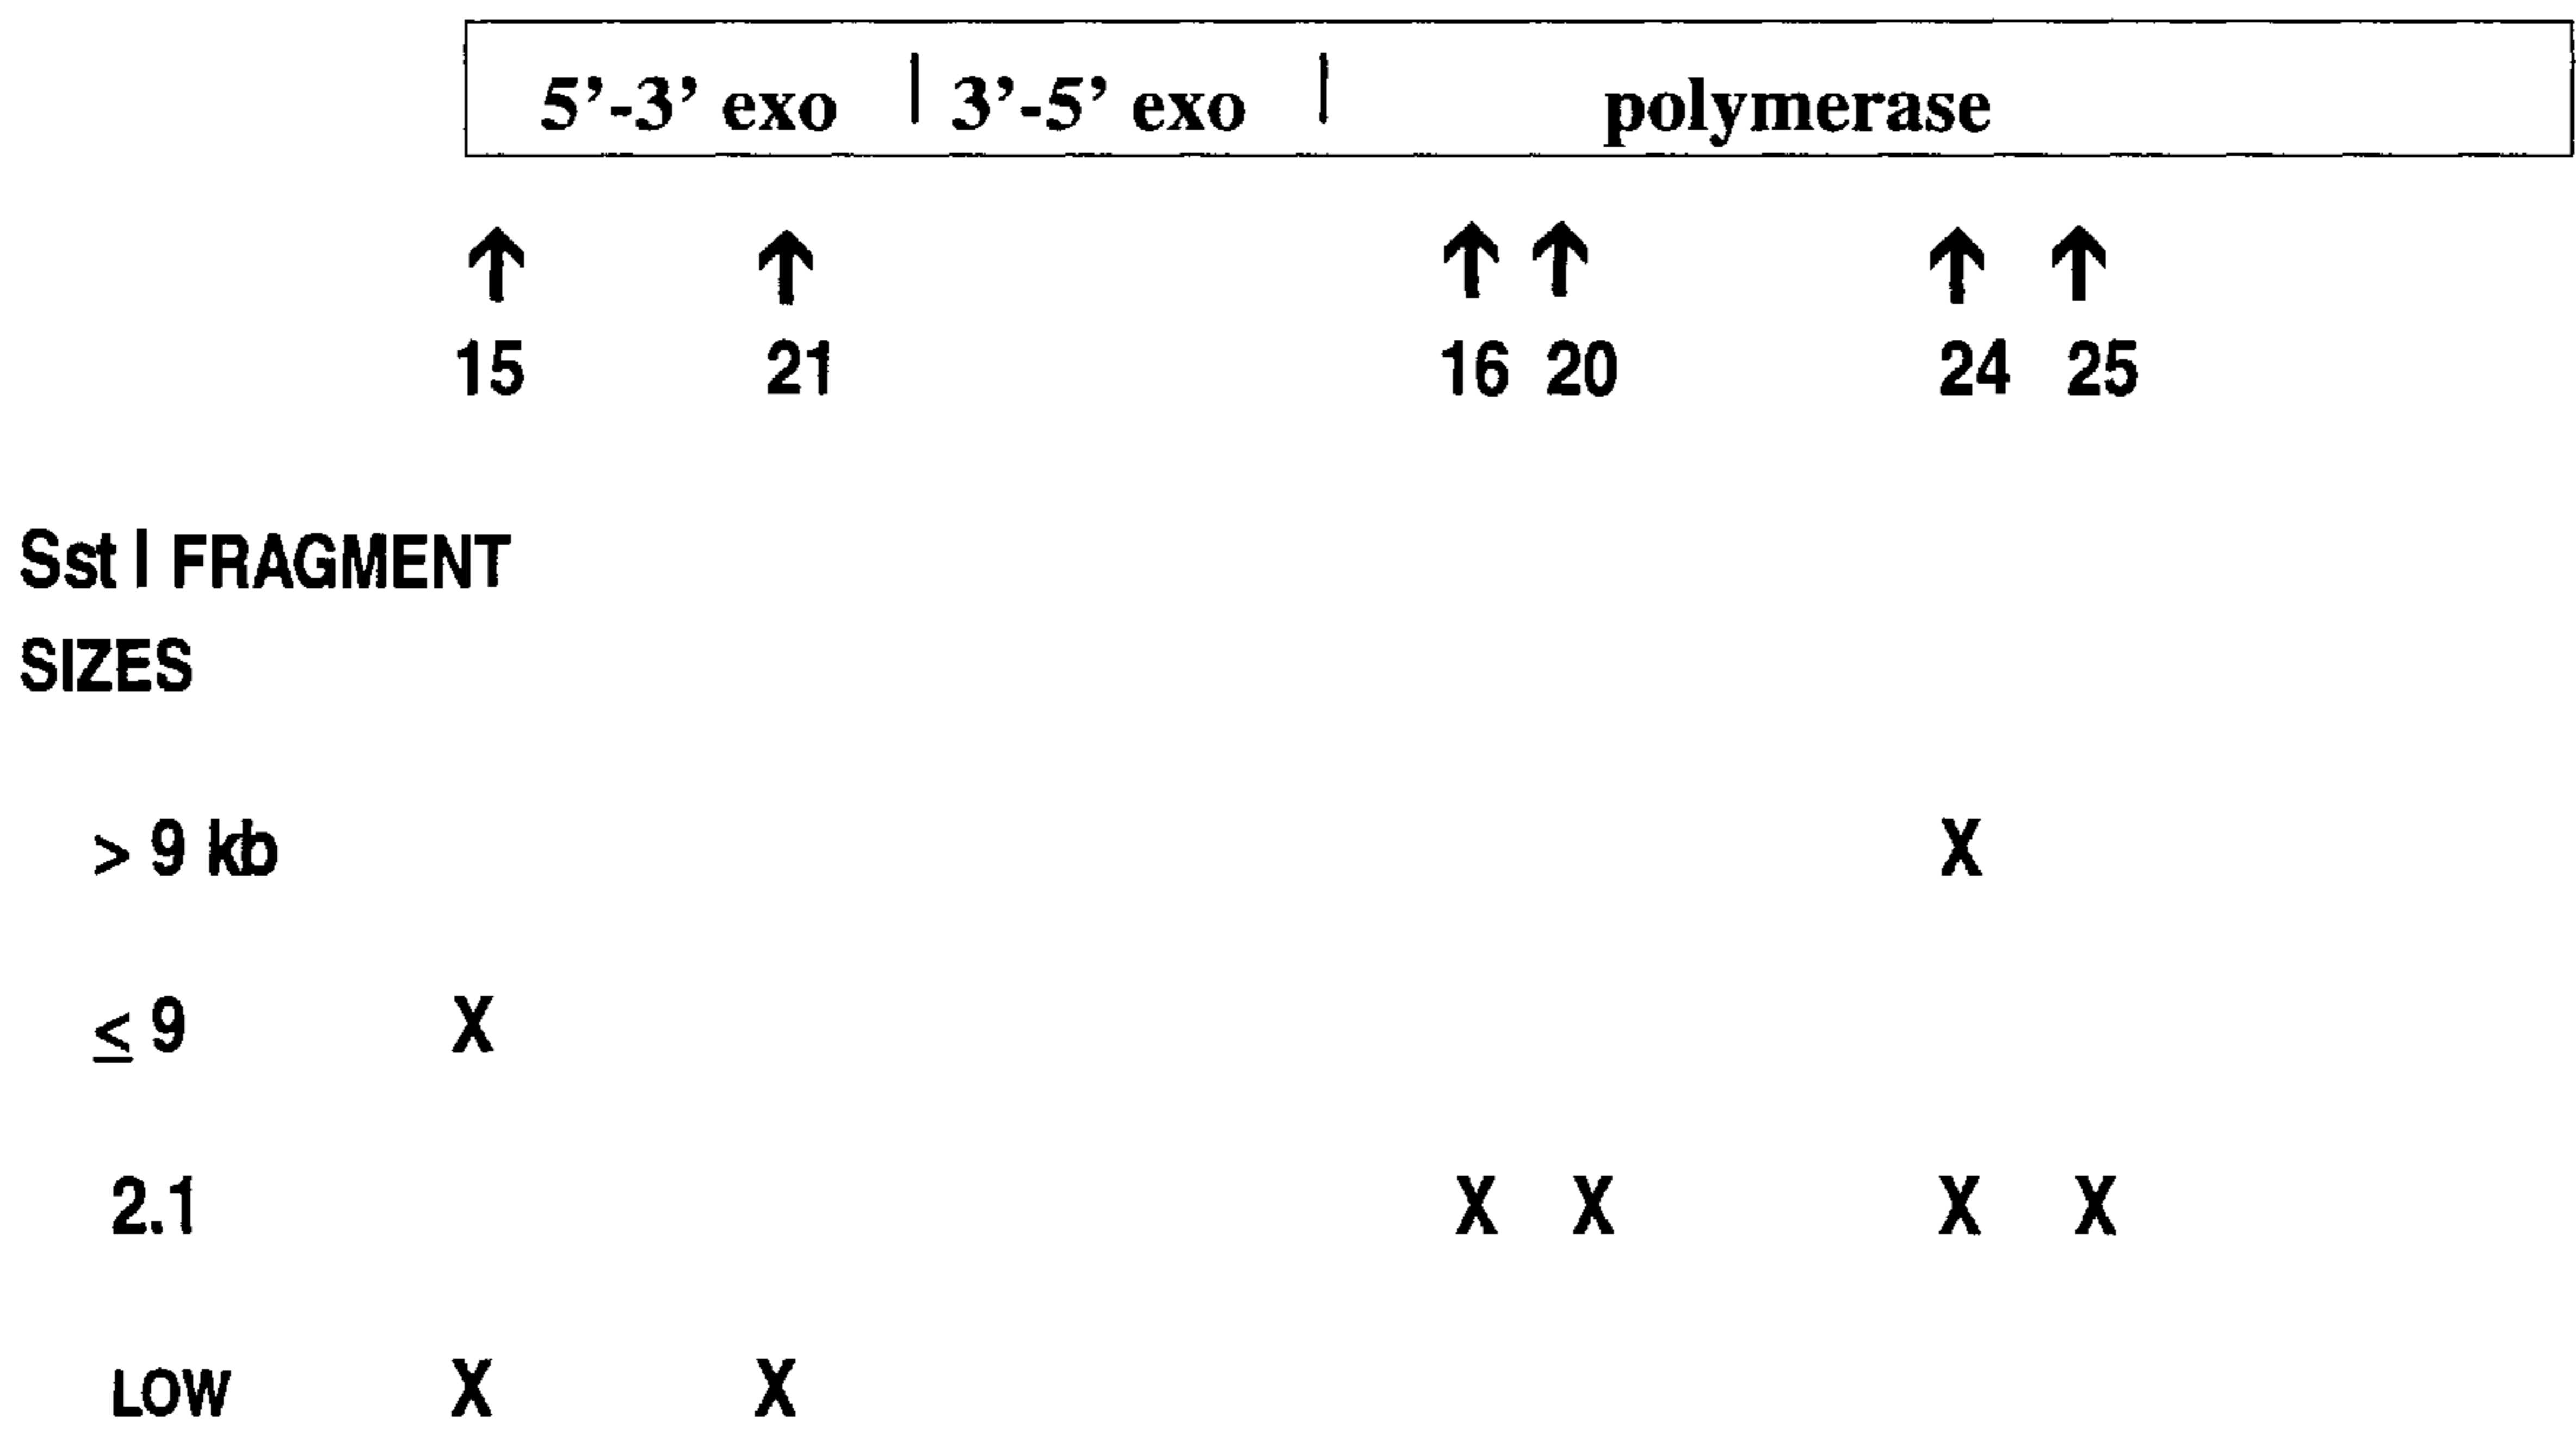 5'-3' exo | 3'-5' exo | polymerase
↑ ↑ ↑ ↑ ↑ ↑
15 21 16 20 24 25
Sst I FRAGMENT
SIZES
> 9 kb X
≤ 9 X
2.1 X X X X
LOW X X